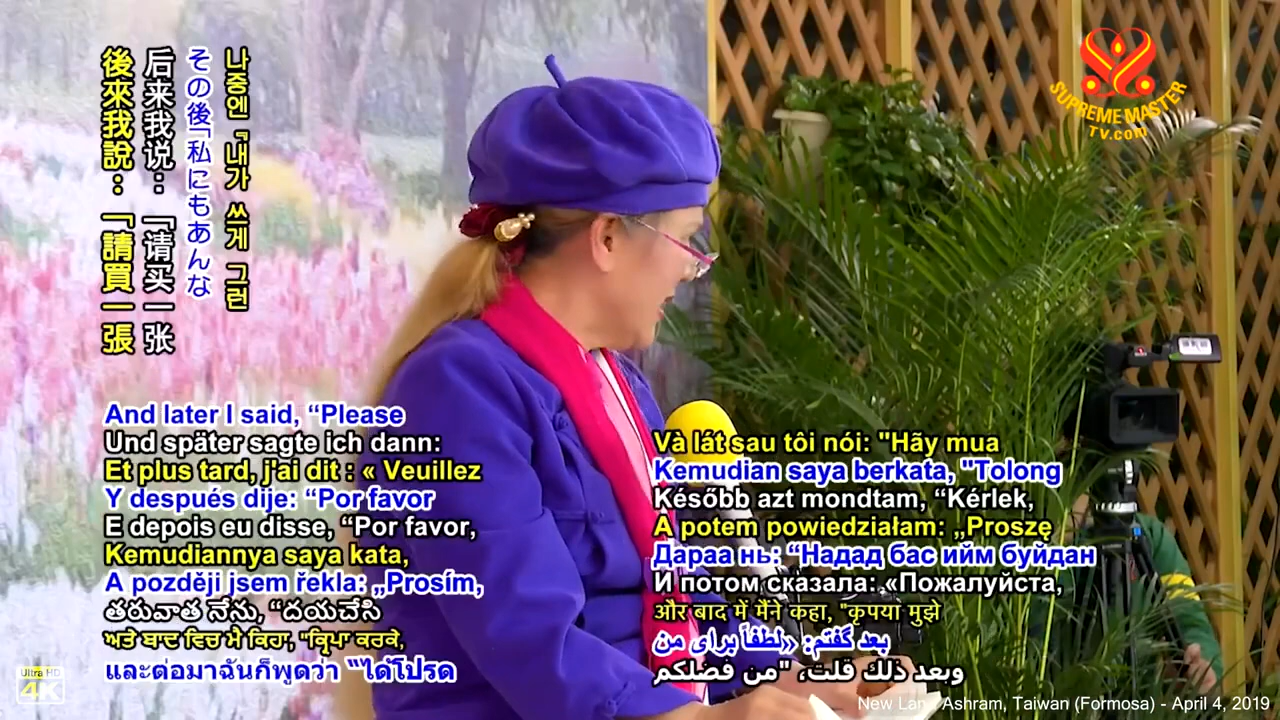 後來我說：「請買一張
后来我说：「请买一张
その後「私にもあんな
나중엔『내가 쓰게 그런
SUPREME MASTER
TV.com
And later I said, “Please
Und später sagte ich dann:
Et plus tard, j'ai dit : « Veuillez
Y después dije: “Por favor
E depois eu disse, “Por favor,
Kemudiannya saya kata,
A později jsem řekla: „Prosím,
తరువాత నేను, “దయచేసి
ਅਤੇ ਬਾਦ ਵਿਚ ਮੈਂ ਕਿਹਾ, "ਕ੍ਰਿਪਾ ਕਰਕੇ,
และต่อมาฉันก็พูดว่า “ได้โปรด
Và lát sau tôi nói: "Hãy mua
Kemudian saya berkata, "Tolong
Később azt mondtam, “Kérlek,
A potem powiedziałam: „Proszę
Дараа нь: “Надад бас ийм буйдан
И потом сказала: «Пожалуйста,
और बाद में मैंने कहा, "कृपया मुझे
بعد گفتم: «لطفاً برای من
وبعد ذلك قلت، "من فضلكم
Ultra HD
4K
New Land Ashram, Taiwan (Formosa) - April 4, 2019